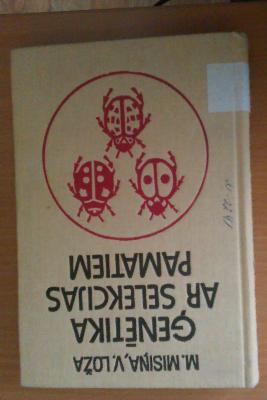 M. MISIŅA, V. LOŽA
ĢENĒTIKA
AR SELEKCIJAS
PAMATIEM